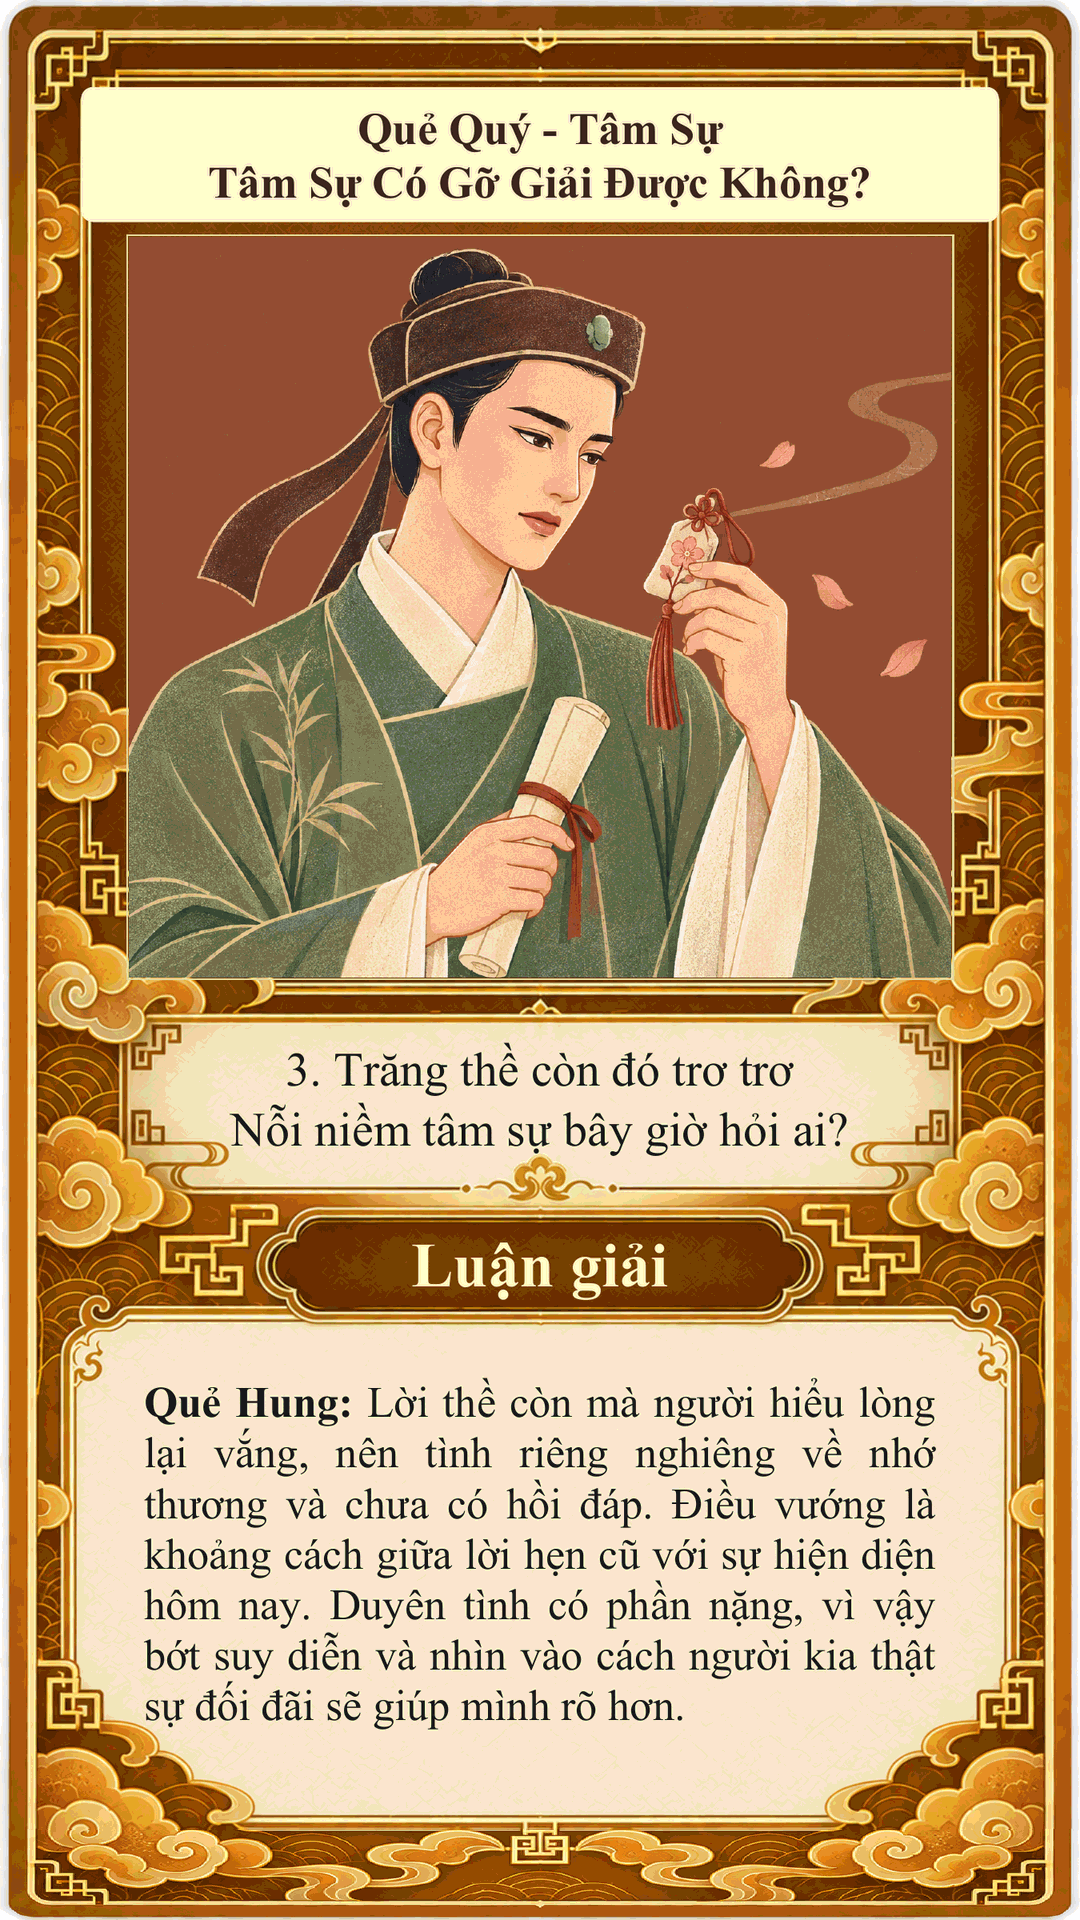 Quẻ Quý - Tâm Sự
Tâm Sự Có Gỡ Giải Được Không?
3. Trăng thề còn đó trơ trơ
Nỗi niềm tâm sự bây giờ hỏi ai?
Luận giải
Quẻ Hung: Lời thề còn mà người hiểu lòng
lại vắng, nên tình riêng nghiêng về nhớ
thương và chưa có hồi đáp. Điều vướng là
khoảng cách giữa lời hẹn cũ với sự hiện diện
hôm nay. Duyên tình có phần nặng, vì vậy
bớt suy diễn và nhìn vào cách người kia thật
sự đối đãi sẽ giúp mình rõ hơn.